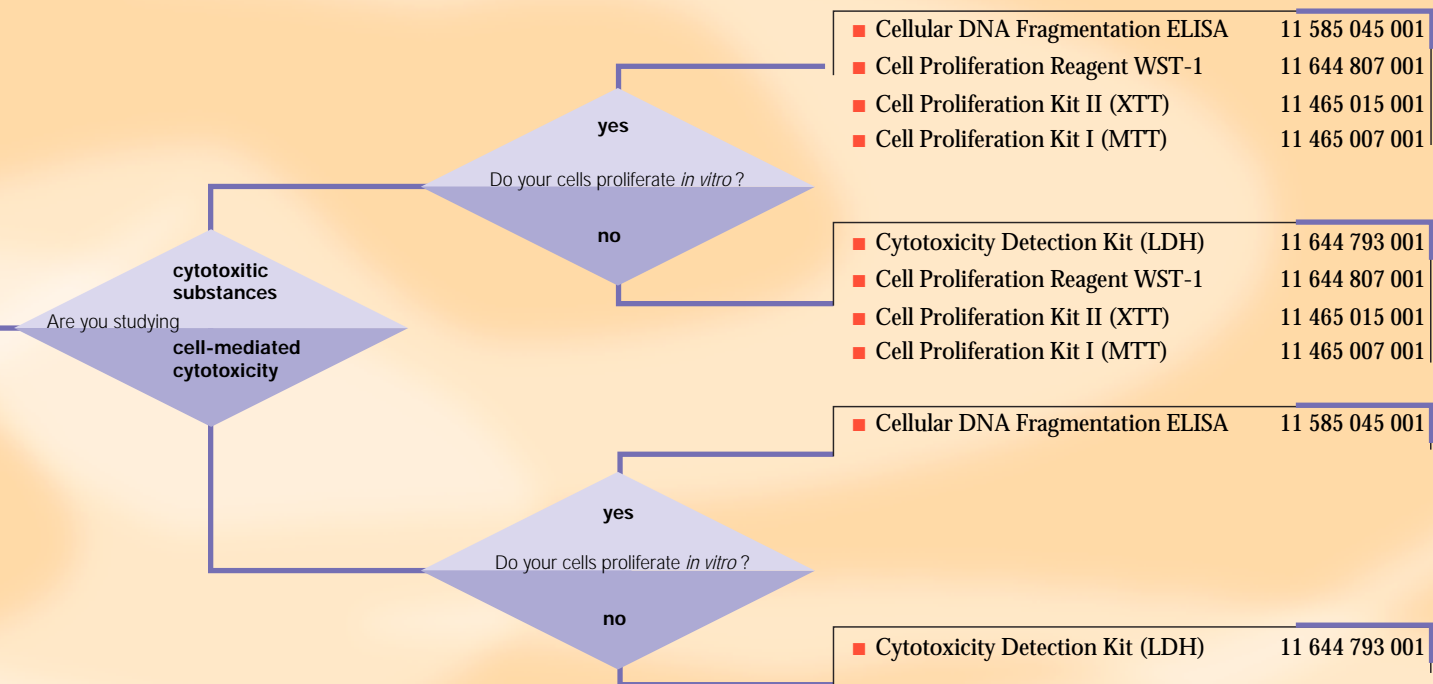 Cellular DNA Fragmentation ELISA 11 585 045 001
Cell Proliferation Reagent WST-1 11 644 807 001
Cell Proliferation Kit II (XTT) 11 465 015 001
Cell Proliferation Kit I (MTT) 11 465 007 001
yes
Do your cells proliferate in vitro ?
no
Cytotoxicity Detection Kit (LDH) 11 644 793 001
Cell Proliferation Reagent WST-1 11 644 807 001
Cell Proliferation Kit II (XTT) 11 465 015 001
Cell Proliferation Kit I (MTT) 11 465 007 001
cytotoxitic
substances
Are you studying
cell-mediated
cytotoxicity
Cellular DNA Fragmentation ELISA 11 585 045 001
yes
Do your cells proliferate in vitro ?
no
Cytotoxicity Detection Kit (LDH) 11 644 793 001